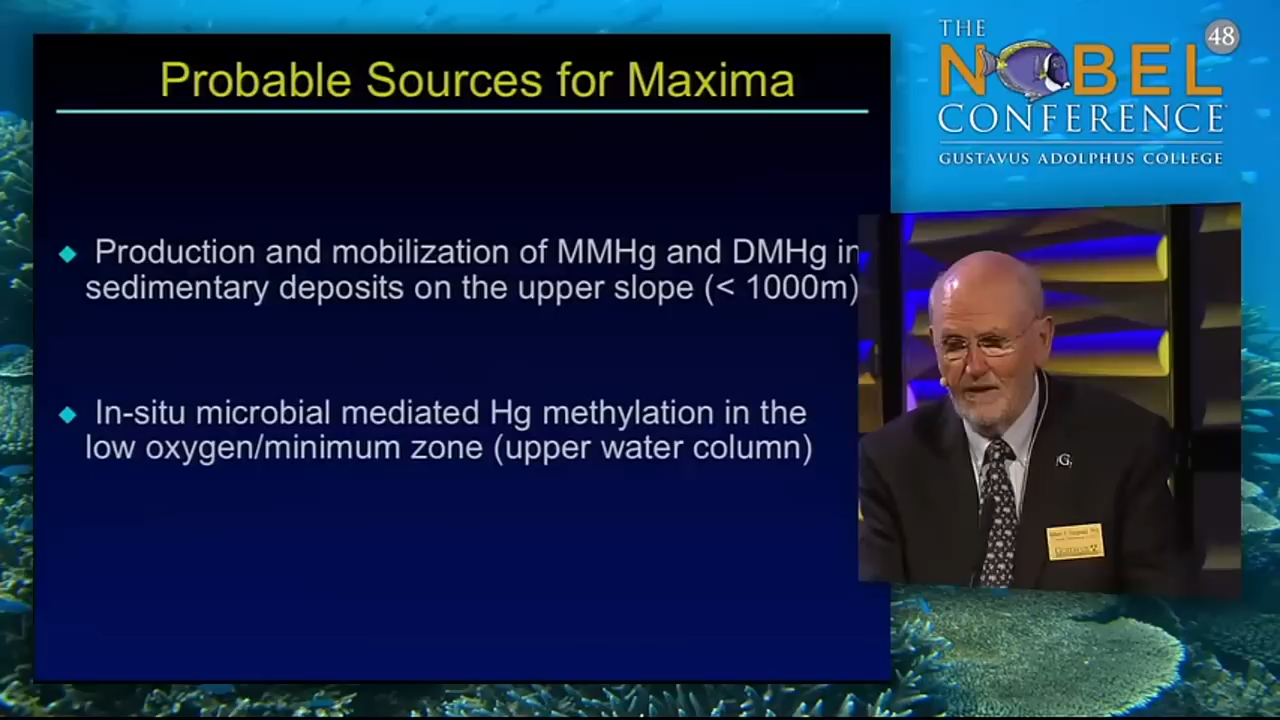 Probable Sources for Maxima
Production and mobilization of MMHg and DMHg in
sedimentary deposits on the upper slope (< 1000m)
In-situ microbial mediated Hg methylation in the
low oxygen/minimum zone (upper water column)
THE
48
NOBEL
CONFERENCE
GUSTAVUS ADOLPHUS COLLEGE
G